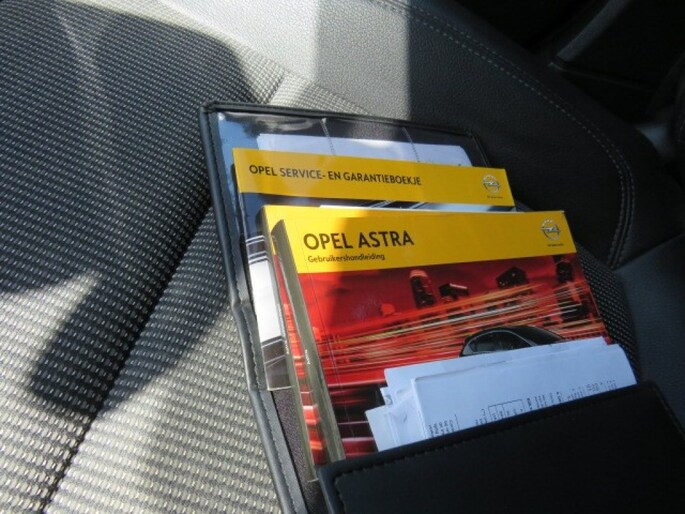 OPEL SERVICE- EN GARANTIEBOEKJE
OPEL ASTRA
Gebruikershandleiding